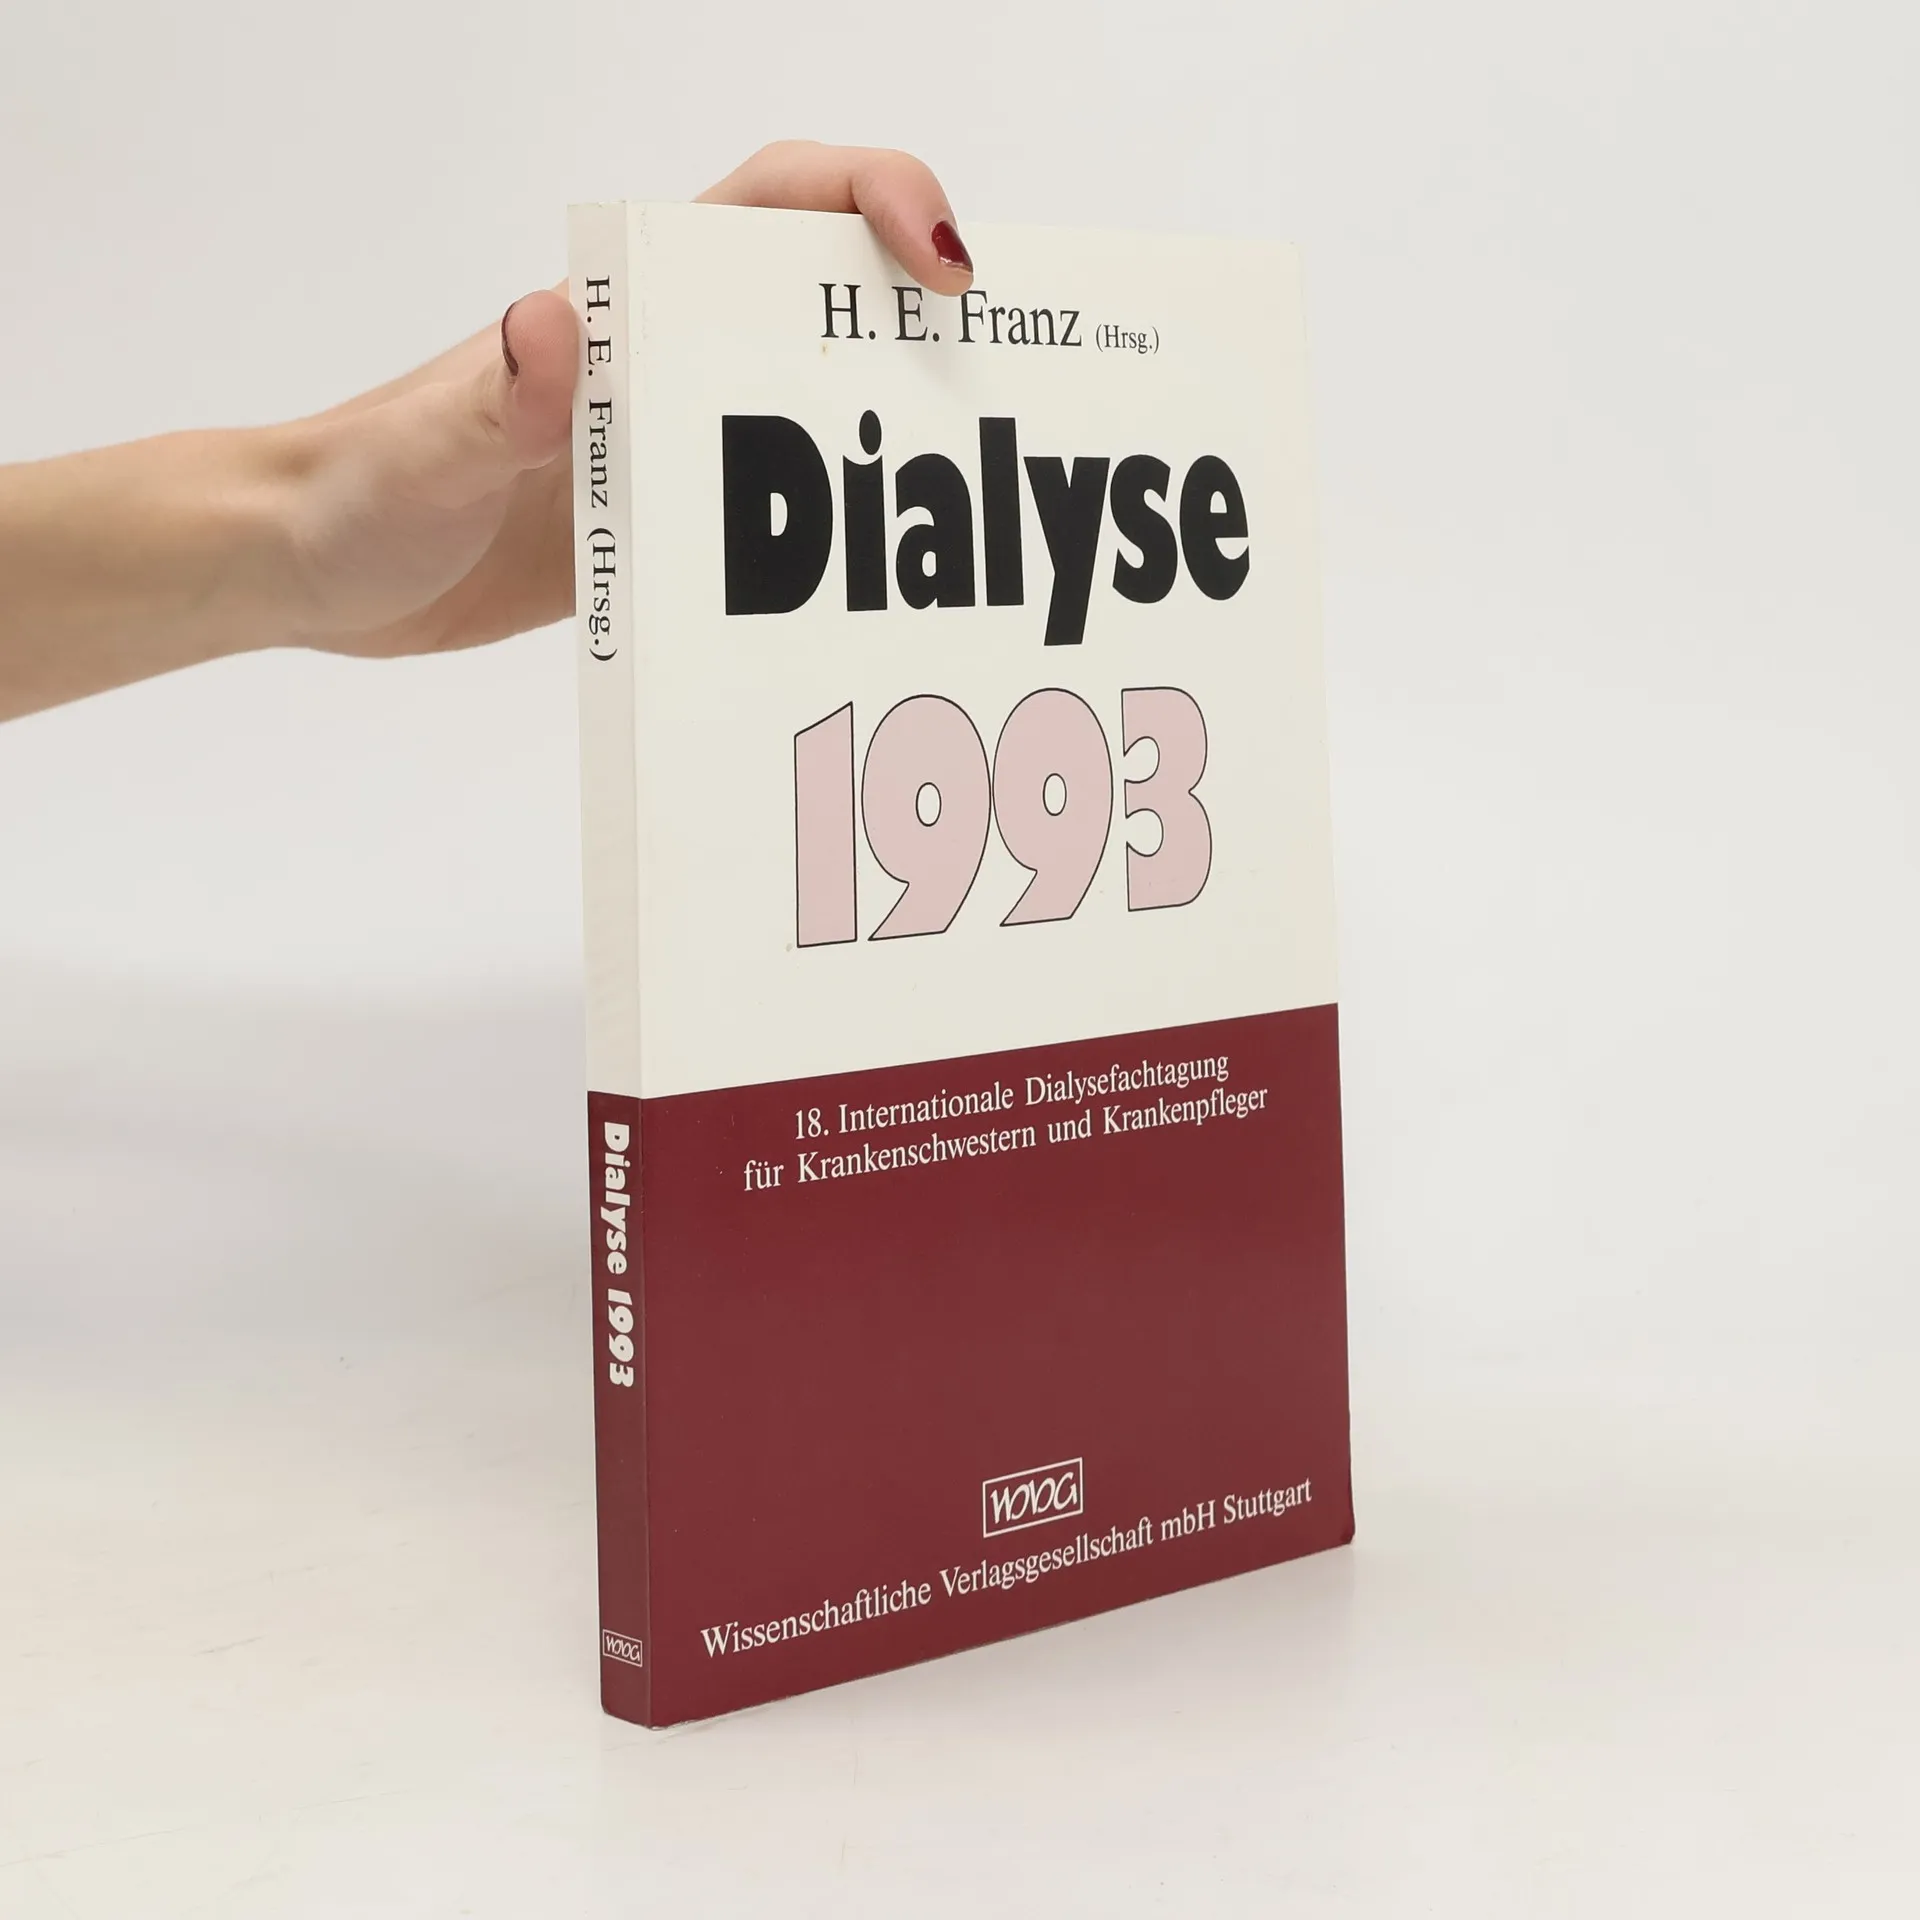 H. E. Franz (Hrsg.)
Dialyse
1993
18. Internationale Dialysefachtagung
für Krankenschwestern und Krankenpfleger
WVG
Wissenschaftliche Verlagsgesellschaft mbH Stuttgart
H. E. Franz (Hrsg.)
Dialyse 1993
WVG